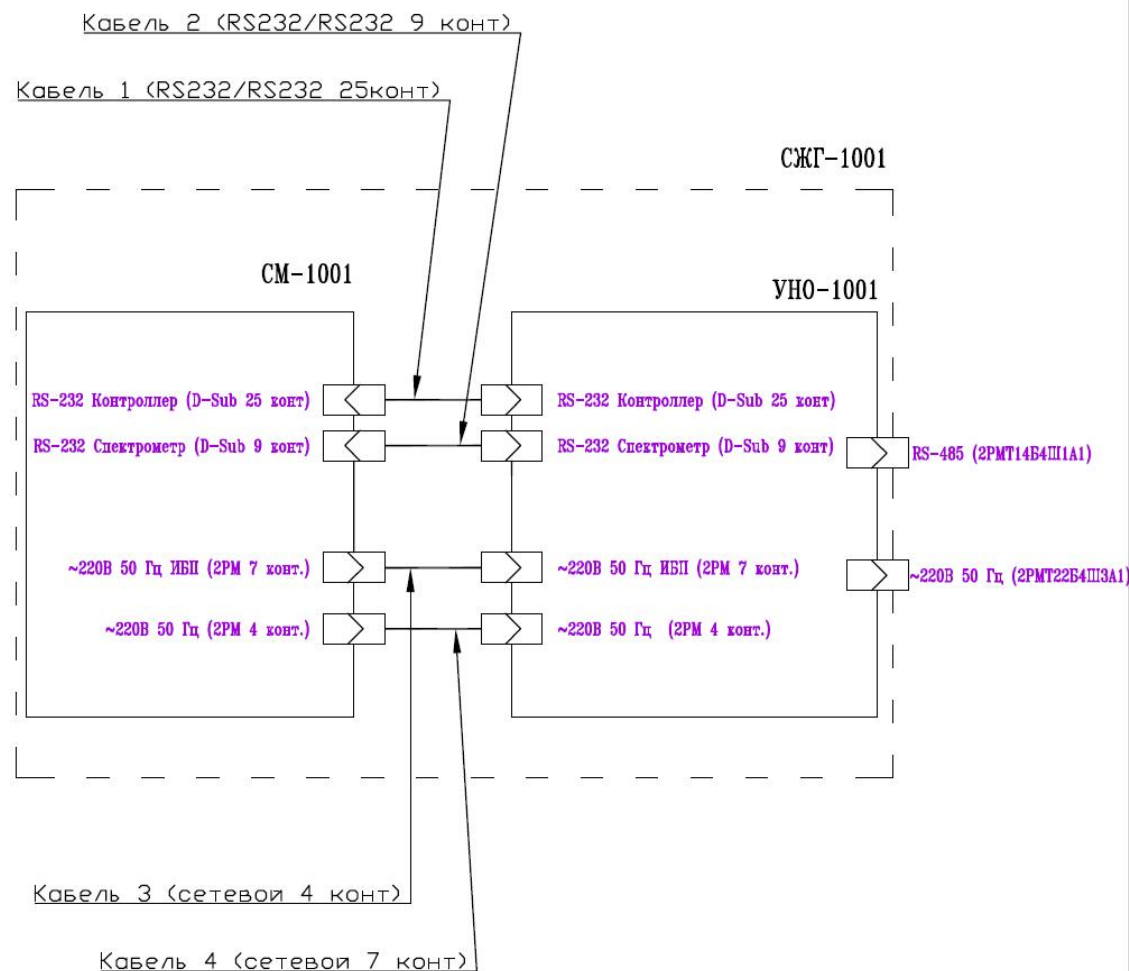 Кабель 2 (RS232/RS232 9 конт)
Кабель 1 (RS232/RS232 25конт)
СЖГ-1001
СМ-1001
УНО-1001
RS-232 Контроллер (D-Sub 25 конт)
RS-232 Контроллер (D-Sub 25 конт)
RS-232 Спектрометр (D-Sub 9 конт)
RS-232 Спектрометр (D-Sub 9 конт)
RS-485 (2РМТ14Б4Ш1А1)
~220В 50 Гц ИБП (2РМ 7 конт.)
~220В 50 Гц ИБП (2РМ 7 конт.)
~220В 50 Гц (2РМТ22Б4Ш3А1)
~220В 50 Гц (2РМ 4 конт.)
~220В 50 Гц (2РМ 4 конт.)
Кабель 3 (сетевой 4 конт)
Кабель 4 (сетевой 7 конт)